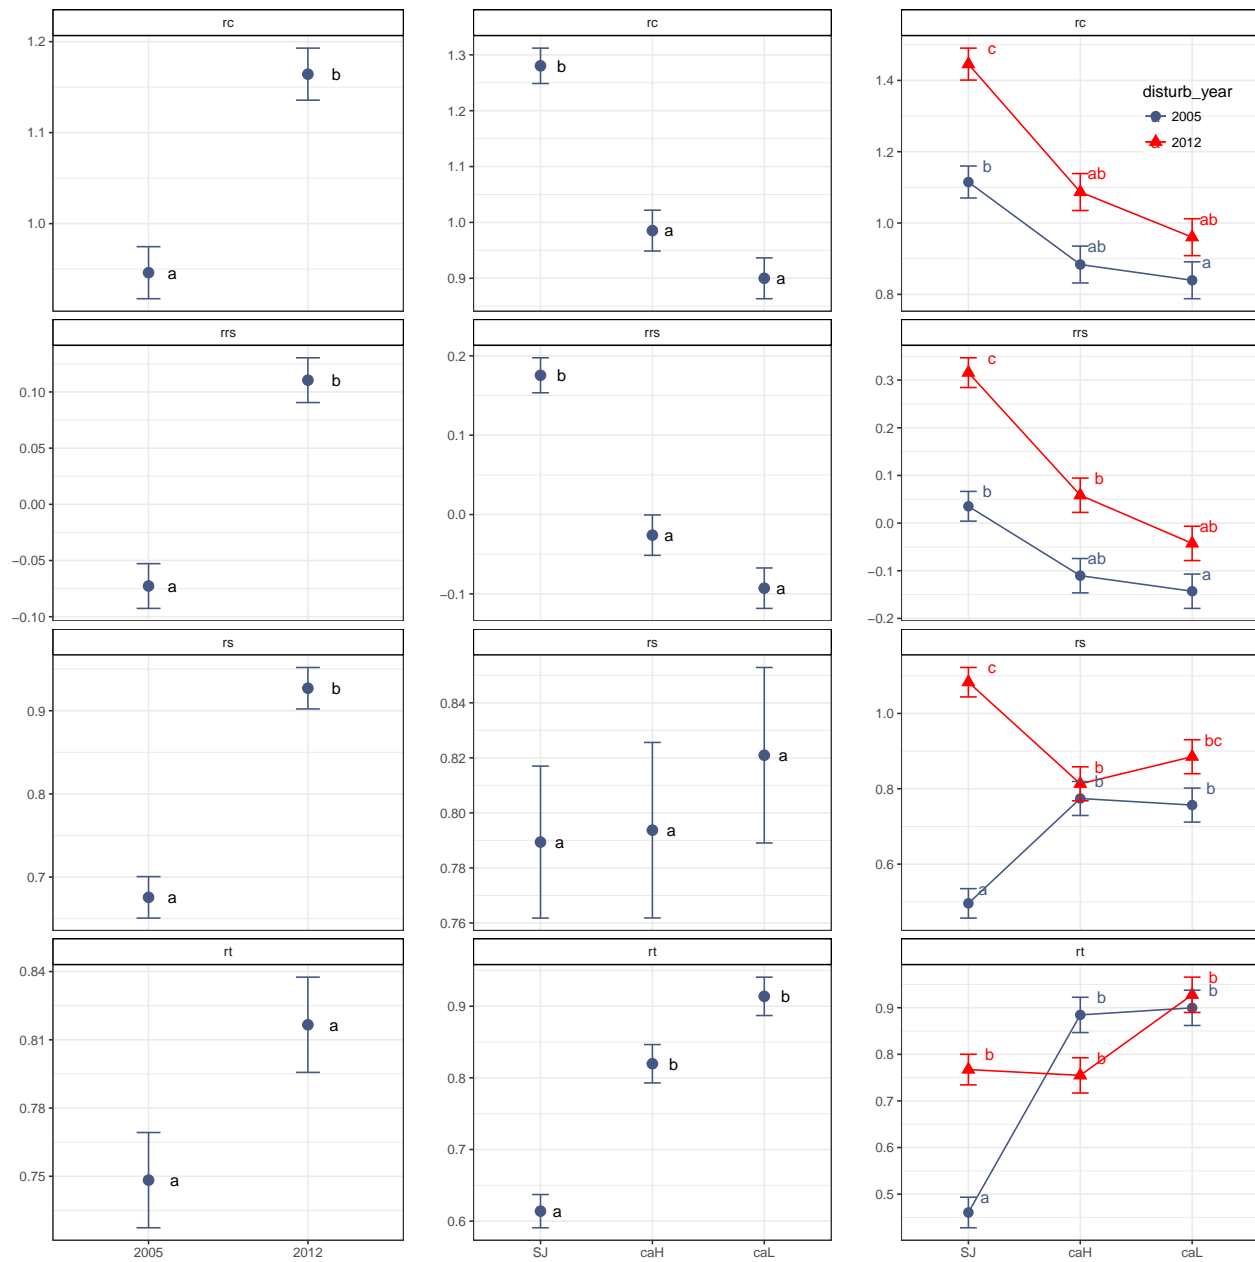 rc
1.2
1.1
1.0
b
a
rc
1.3
1.2
1.1
1.0
0.9
b
a
a
rc
1.4
1.2
1.0
0.8
c
ab
ab
b
ab
a
disturb_year
2005
2012
rrs
0.10
0.05
0.00
−0.05
−0.10
b
a
rrs
0.2
0.1
0.0
−0.1
b
a
a
rrs
0.3
0.2
0.1
0.0
−0.1
−0.2
c
b
ab
b
ab
a
rs
0.9
0.8
0.7
b
a
rs
0.84
0.82
0.80
0.78
0.76
a
a
a
rs
1.0
0.8
0.6
c
b
bc
b
b
a
rt
0.84
0.81
0.78
0.75
a
a
2005
2012
rt
0.9
0.8
0.7
0.6
a
b
b
SJ
caH
caL
rt
0.9
0.8
0.7
0.6
0.5
b
b
b
b
b
a
SJ
caH
caL